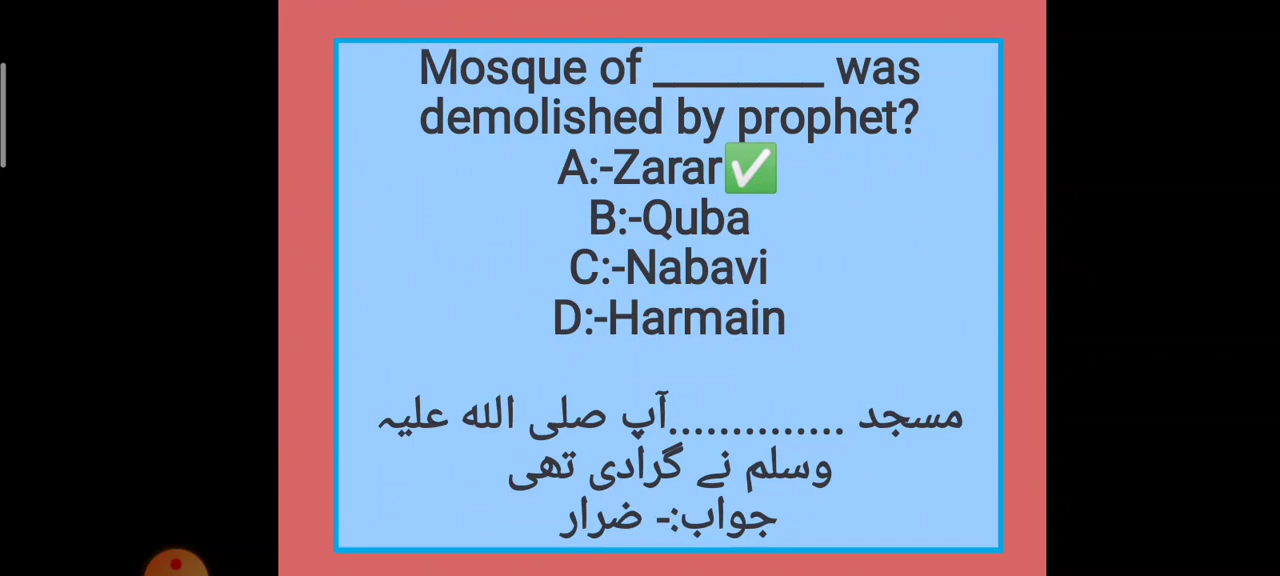 Mosque of _______ was
demolished by prophet?
A:-Zarar✅
B:-Quba
C:-Nabavi
D:-Harmain
مسجد ..............آپ صلی اللہ علیہ
وسلم نے گرادی تھی
جواب:- ضرار